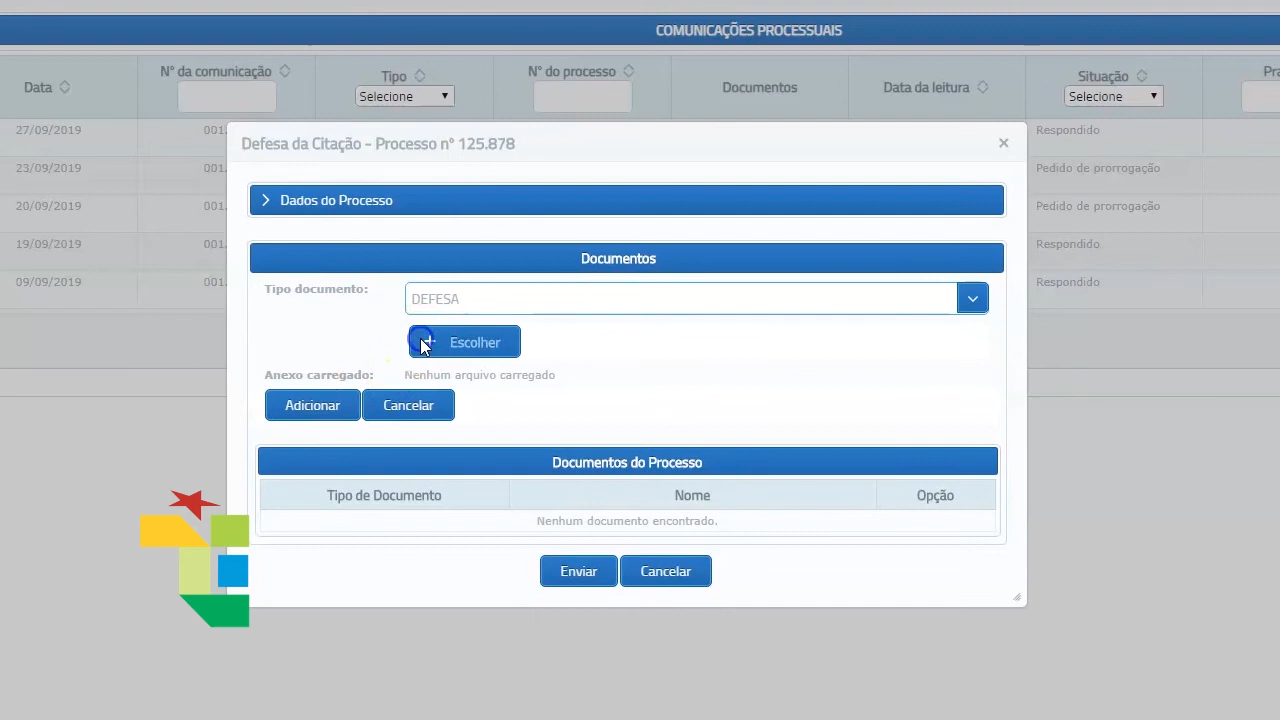 COMUNICAÇÕES PROCESSUAIS
Data
N° da comunicação
Tipo
Selecione
N° do processo
Documentos
Data da leitura
Situação
Selecione
27/09/2019
001.
Respondido
23/09/2019
001.
Pedido de prorrogação
20/09/2019
001.
Pedido de prorrogação
19/09/2019
001.
Respondido
09/09/2019
001.
Respondido
Defesa da Citação - Processo nº 125.878
Dados do Processo
Documentos
Tipo documento:
DEFESA
Escolher
Anexo carregado:
Nenhum arquivo carregado
Adicionar
Cancelar
Documentos do Processo
Tipo de Documento
Nome
Opção
Nenhum documento encontrado.
Enviar
Cancelar